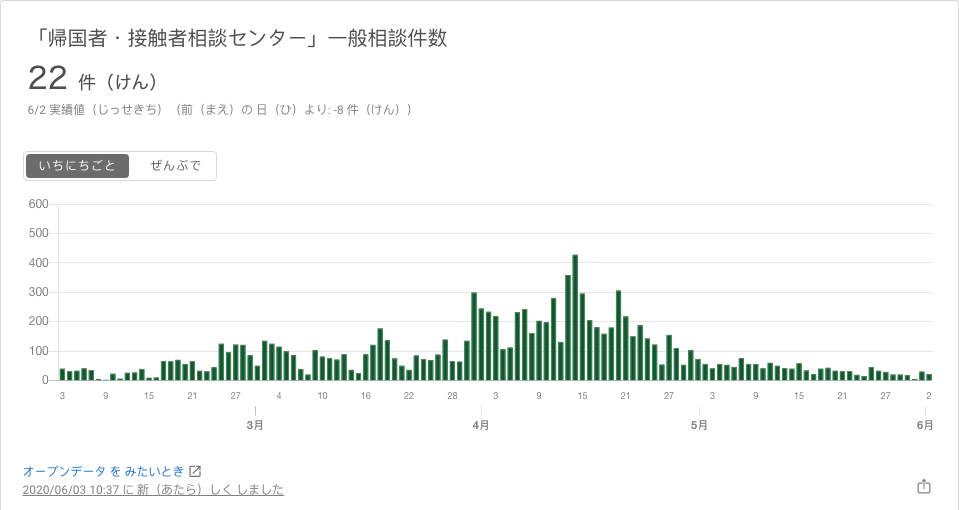 「帰国者・接触者相談センター」一般相談件数
22 件（けん）
6/2 実績値（じっせきち）（前（まえ）の 日（ひ）より: -8 件（けん））
いちにちごと ぜんぶで
600
500
400
300
200
100
0
3 9 15 21 27 4 10 16 22 28 3 9 15 21 27 3 9 15 21 27 2
3月 4月 5月 6月
オープンデータ を みたいとき
2020/06/03 10:37 に 新（あたら）しく しました